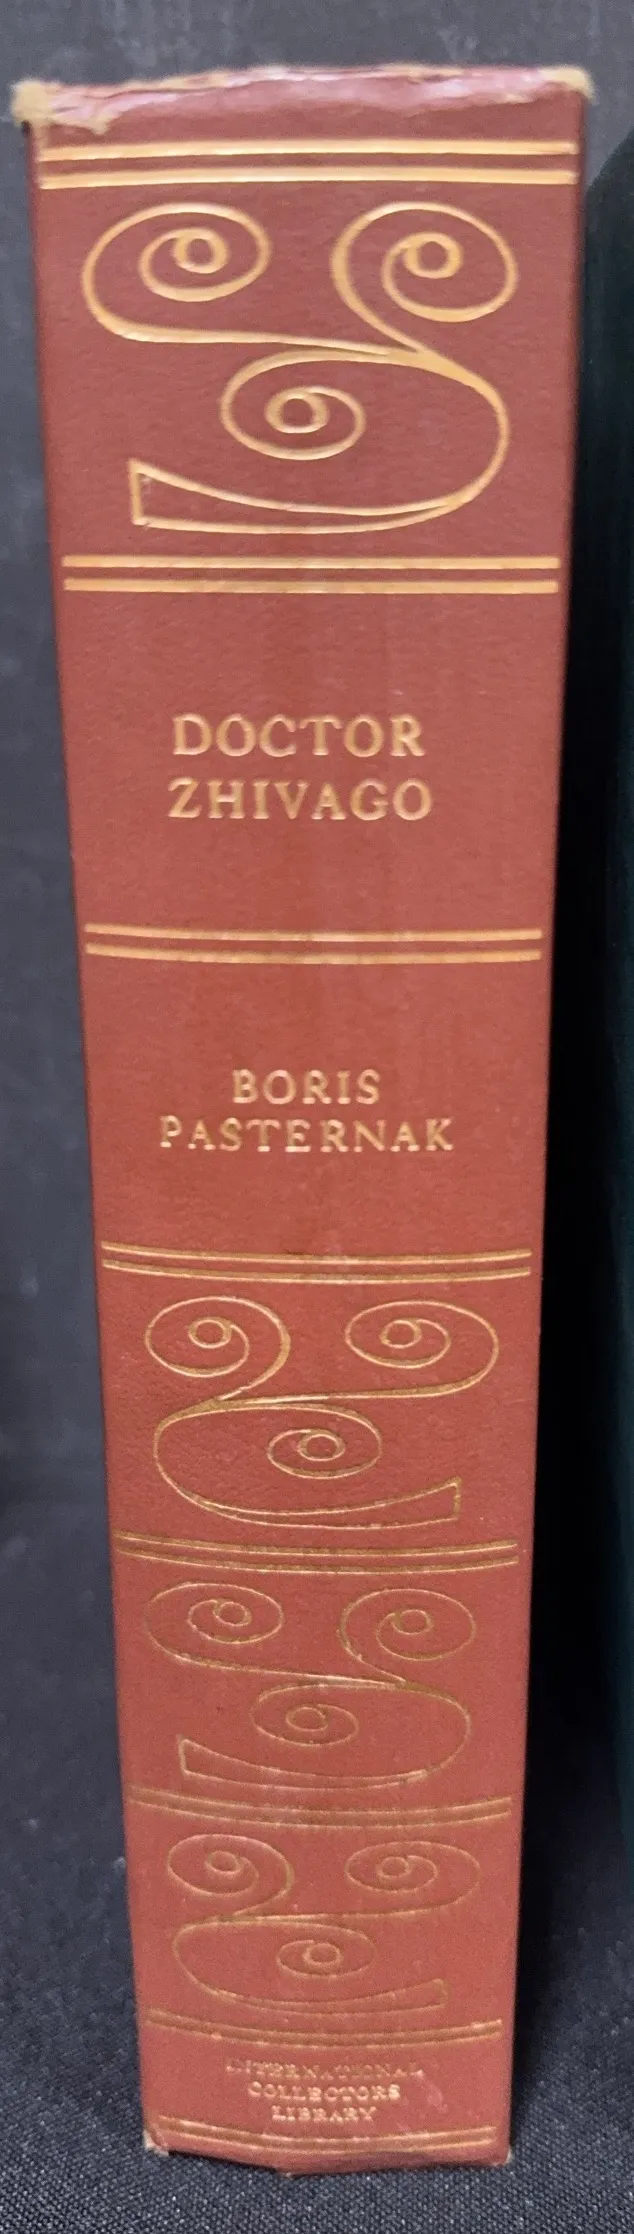 DOCTOR
ZHIVAGO
BORIS
PASTERNAK
INTERNATIONAL
COLLECTORS
LIBRARY